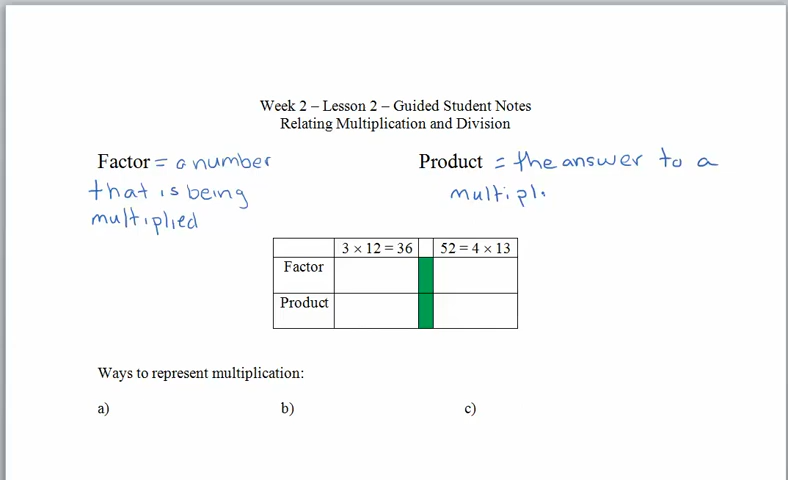 Week 2 – Lesson 2 – Guided Student Notes
Relating Multiplication and Division
Factor = a number
that is being
multiplied
Product = the answer to a
multipli
3 × 12 = 36 52 = 4 × 13
Factor
Product
Ways to represent multiplication:
a) b) c)